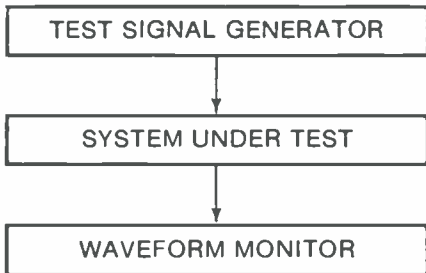 TEST SIGNAL GENERATOR
SYSTEM UNDER TEST
WAVEFORM MONITOR